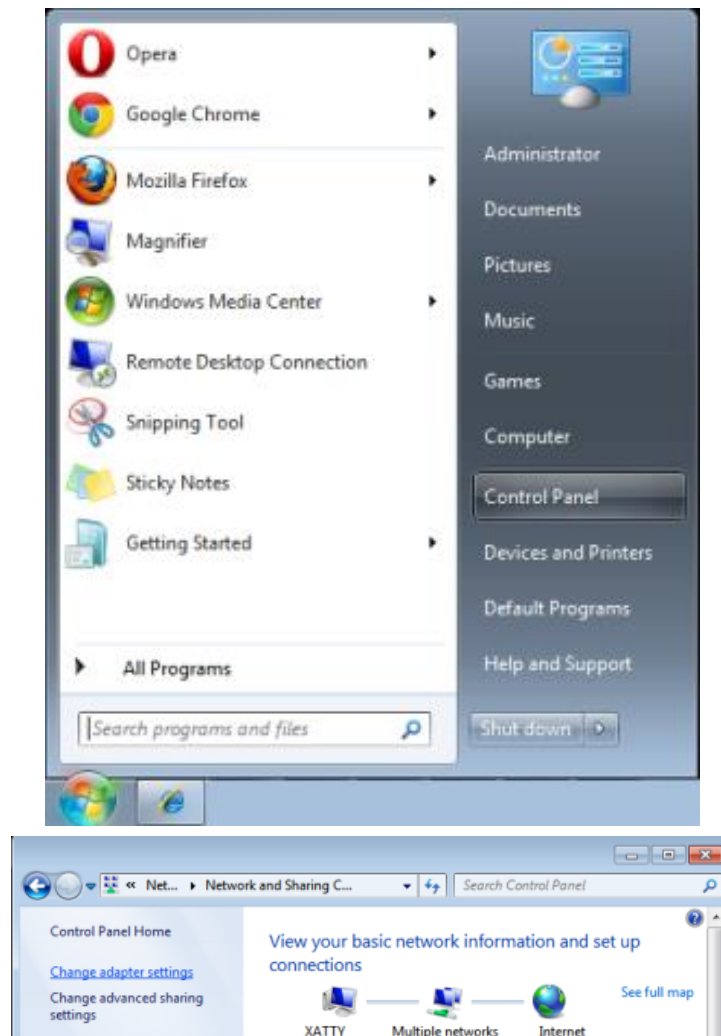 Opera
Google Chrome
Mozilla Firefox
Magnifier
Windows Media Center
Remote Desktop Connection
Snipping Tool
Sticky Notes
Getting Started
All Programs
Search programs and files
Administrator
Documents
Pictures
Music
Games
Computer
Control Panel
Devices and Printers
Default Programs
Help and Support
Shut down
« Net... ▸ Network and Sharing C...
Search Control Panel
Control Panel Home
Change adapter settings
Change advanced sharing
settings
View your basic network information and set up
connections
See full map
XATTY
Multiple networks
Internet